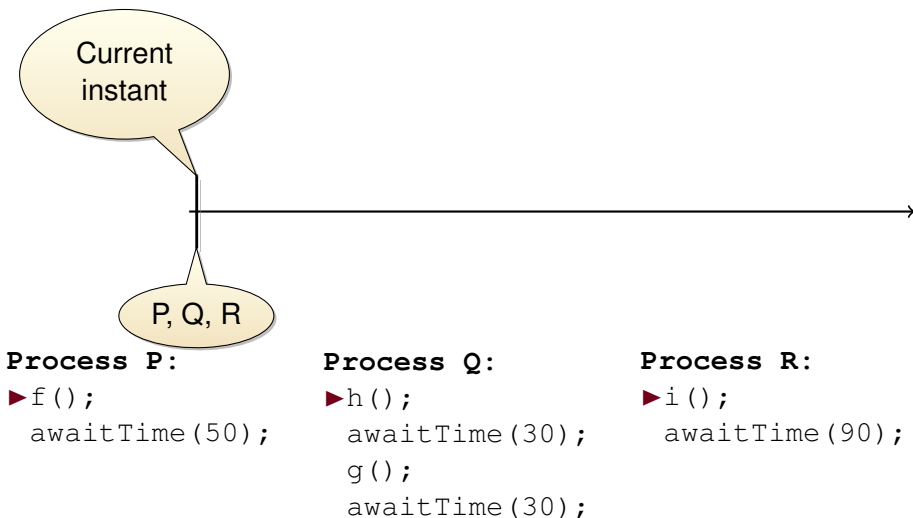 Current
instant
P, Q, R
Process P:
▶f();
awaitTime(50);
Process Q:
▶h();
awaitTime(30);
g();
awaitTime(30);
Process R:
▶i();
awaitTime(90);